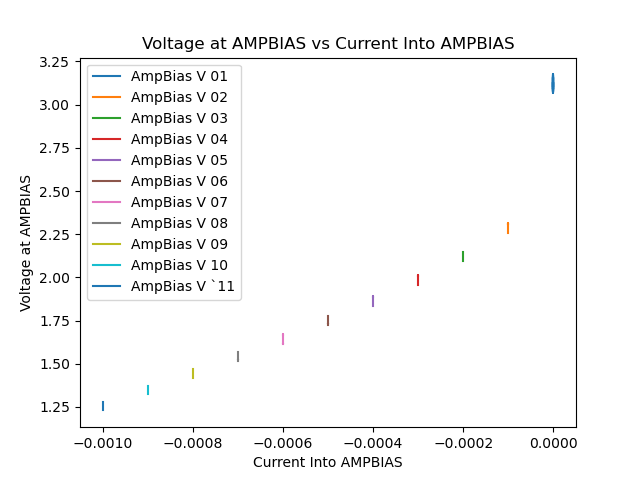 Voltage at AMPBIAS vs Current Into AMPBIAS
3.25
3.00
2.75
2.50
2.25
2.00
1.75
1.50
1.25
Voltage at AMPBIAS
AmpBias V 01
AmpBias V 02
AmpBias V 03
AmpBias V 04
AmpBias V 05
AmpBias V 06
AmpBias V 07
AmpBias V 08
AmpBias V 09
AmpBias V 10
AmpBias V `11
−0.0010 −0.0008 −0.0006 −0.0004 −0.0002 0.0000
Current Into AMPBIAS